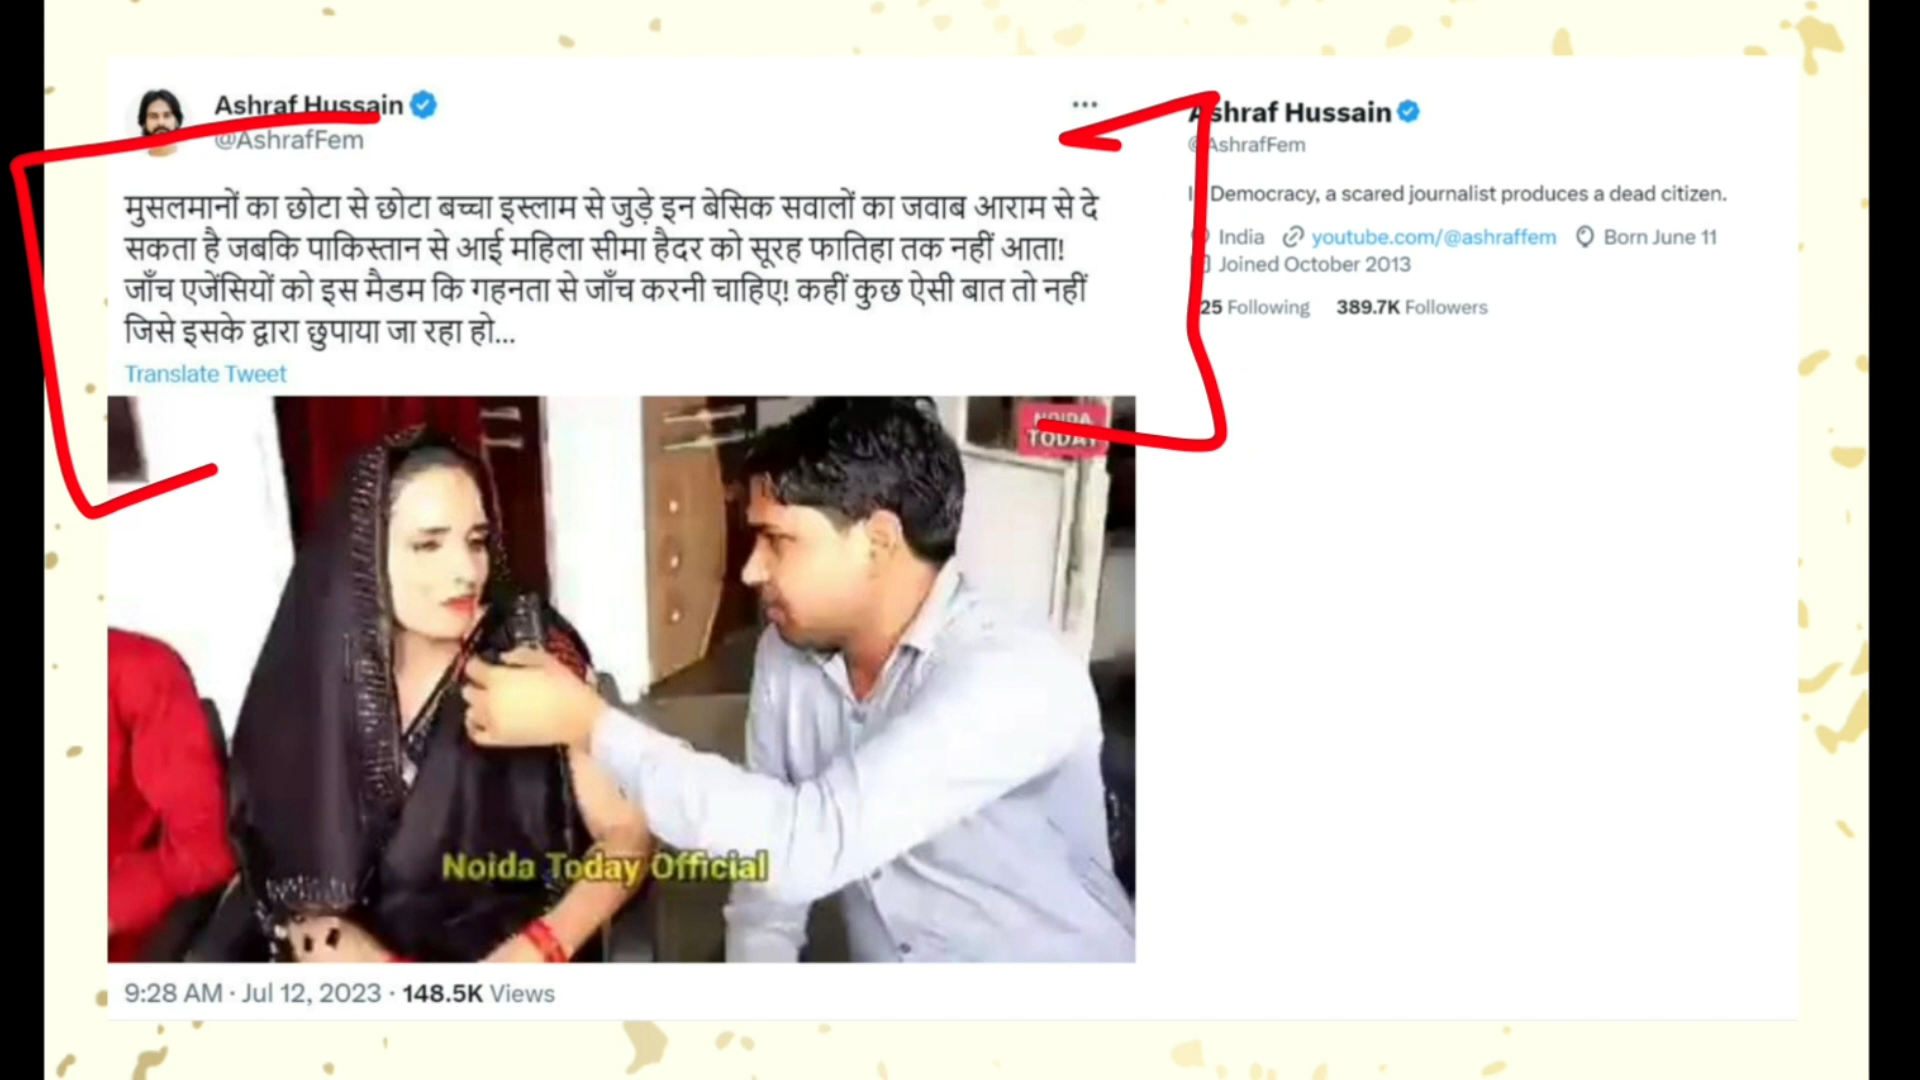 Ashraf Hussain
@AshrafFem
मुसलमानों का छोटा से छोटा बच्चा इस्लाम से जुड़े इन बेसिक सवालों का जवाब आराम से दे
सकता है जबकि पाकिस्तान से आई महिला सीमा हैदर को सूरह फातिहा तक नहीं आता!
जाँच एजेंसियों को इस मैडम कि गहनता से जाँच करनी चाहिए! कहीं कुछ ऐसी बात तो नहीं
जिसे इसके द्वारा छुपाया जा रहा हो...
Translate Tweet
NOIDA
TODAY
Noida Today Official
9:28 AM · Jul 12, 2023 · 148.5K Views
Ashraf Hussain
@AshrafFem
Democracy, a scared journalist produces a dead citizen.
India youtube.com/@ashraffem Born June 11
Joined October 2013
Following 389.7K Followers